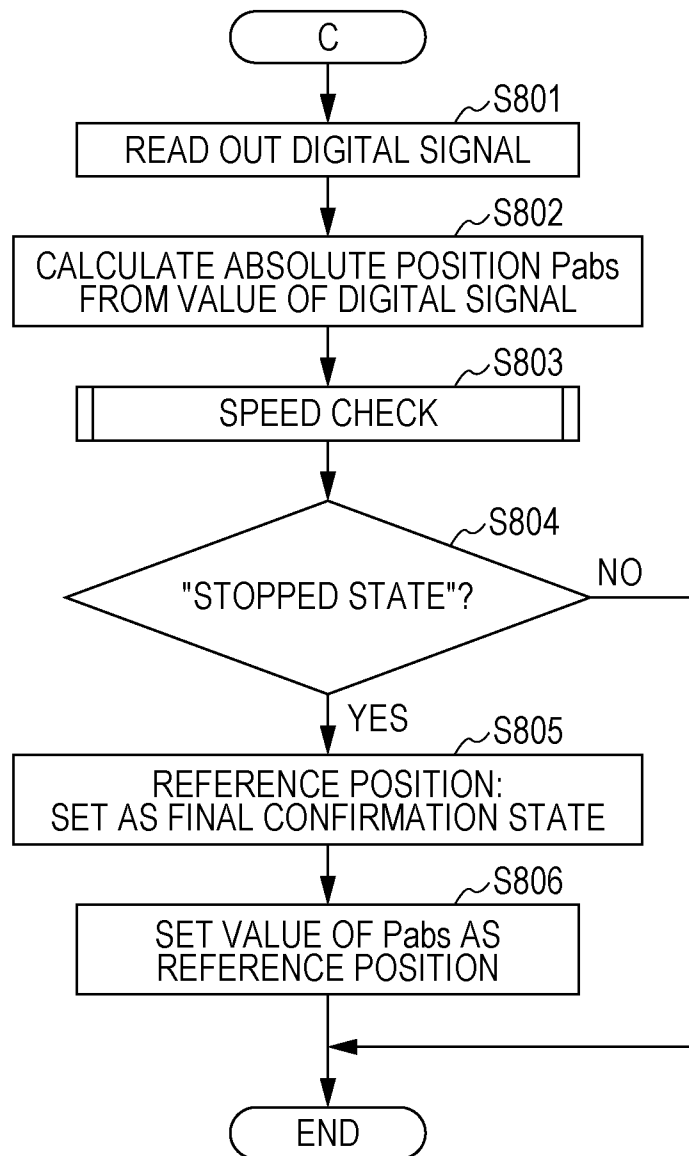 C
S801
READ OUT DIGITAL SIGNAL
S802
CALCULATE ABSOLUTE POSITION Pabs
FROM VALUE OF DIGITAL SIGNAL
S803
SPEED CHECK
S804
"STOPPED STATE"?
NO
YES
S805
REFERENCE POSITION:
SET AS FINAL CONFIRMATION STATE
S806
SET VALUE OF Pabs AS
REFERENCE POSITION
END